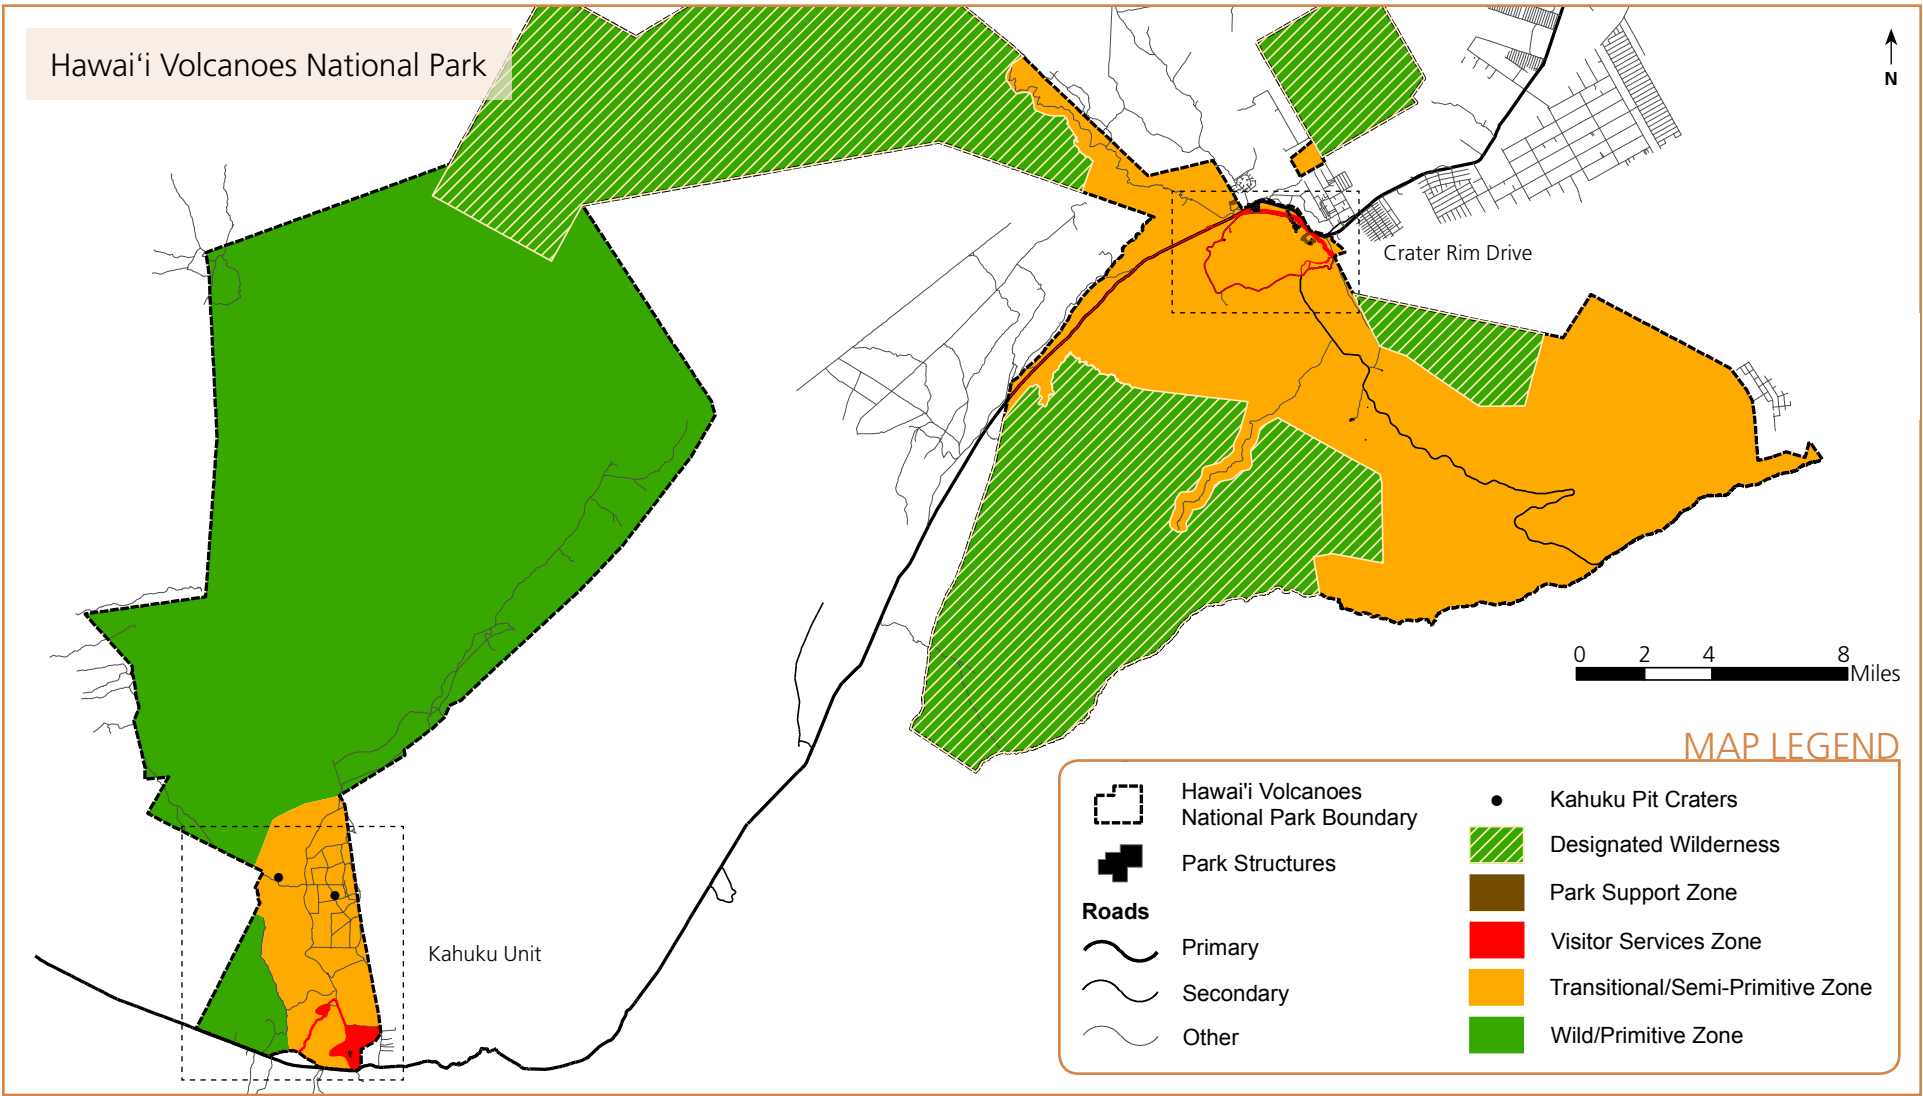 Hawai‘i Volcanoes National Park
N
Crater Rim Drive
0 2 4 8
Miles
MAP LEGEND
Hawai'i Volcanoes
National Park Boundary
Park Structures
Roads
Primary
Secondary
Other
Kahuku Pit Craters
Designated Wilderness
Park Support Zone
Visitor Services Zone
Transitional/Semi-Primitive Zone
Wild/Primitive Zone
Kahuku Unit